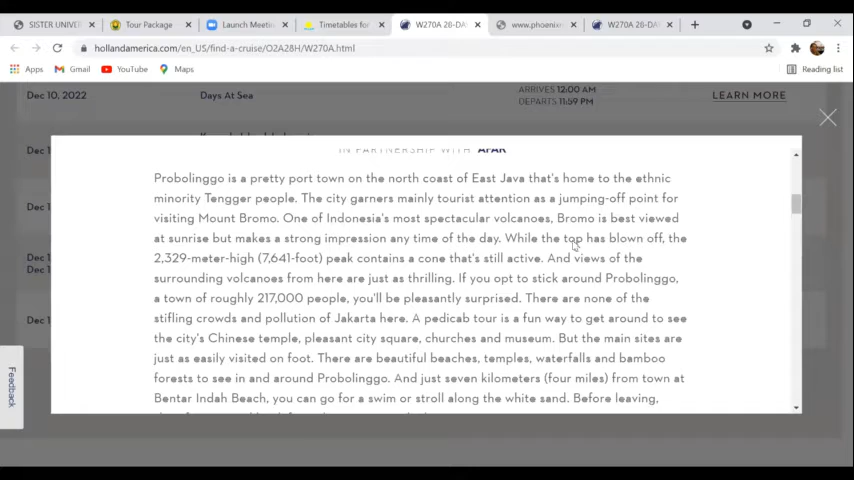 SISTER UNIVER
Tour Package
Launch Meeti
Timetables for
W270A 28-DA
www.phoenix
W270A 28-DA
hollandamerica.com/en_US/find-a-cruise/O2A28H/W270A.html
Apps
Gmail
YouTube
Maps
Reading list
Dec 10, 2022
Days At Sea
ARRIVES 12:00 AM
DEPARTS 11:59 PM
LEARN MORE
IN PARTNERSHIP WITH AFAR
Dec 1
Probolinggo is a pretty port town on the north coast of East Java that's home to the ethnic
minority Tengger people. The city garners mainly tourist attention as a jumping-off point for
visiting Mount Bromo. One of Indonesia's most spectacular volcanoes, Bromo is best viewed
at sunrise but makes a strong impression any time of the day. While the top has blown off, the
2,329-meter-high (7,641-foot) peak contains a cone that's still active. And views of the
surrounding volcanoes from here are just as thrilling. If you opt to stick around Probolinggo,
a town of roughly 217,000 people, you'll be pleasantly surprised. There are none of the
stifling crowds and pollution of Jakarta here. A pedicab tour is a fun way to get around to see
the city's Chinese temple, pleasant city square, churches and museum. But the main sites are
just as easily visited on foot. There are beautiful beaches, temples, waterfalls and bamboo
forests to see in and around Probolinggo. And just seven kilometers (four miles) from town at
Bentar Indah Beach, you can go for a swim or stroll along the white sand. Before leaving,
Dec 1
Dec 1
Dec 1
Dec 1
Feedback